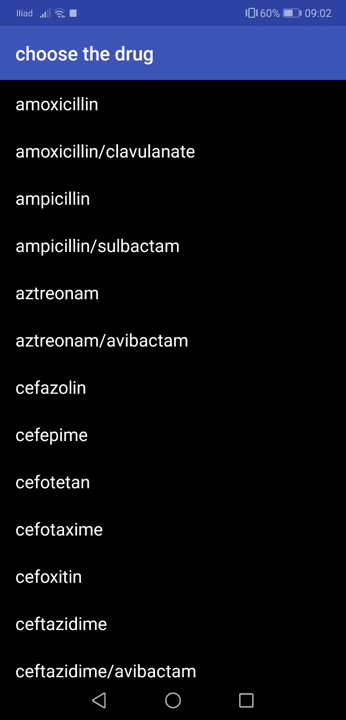 Iliad 60% 09:02
choose the drug
amoxicillin
amoxicillin/clavulanate
ampicillin
ampicillin/sulbactam
aztreonam
aztreonam/avibactam
cefazolin
cefepime
cefotetan
cefotaxime
cefoxitin
ceftazidime
ceftazidime/avibactam